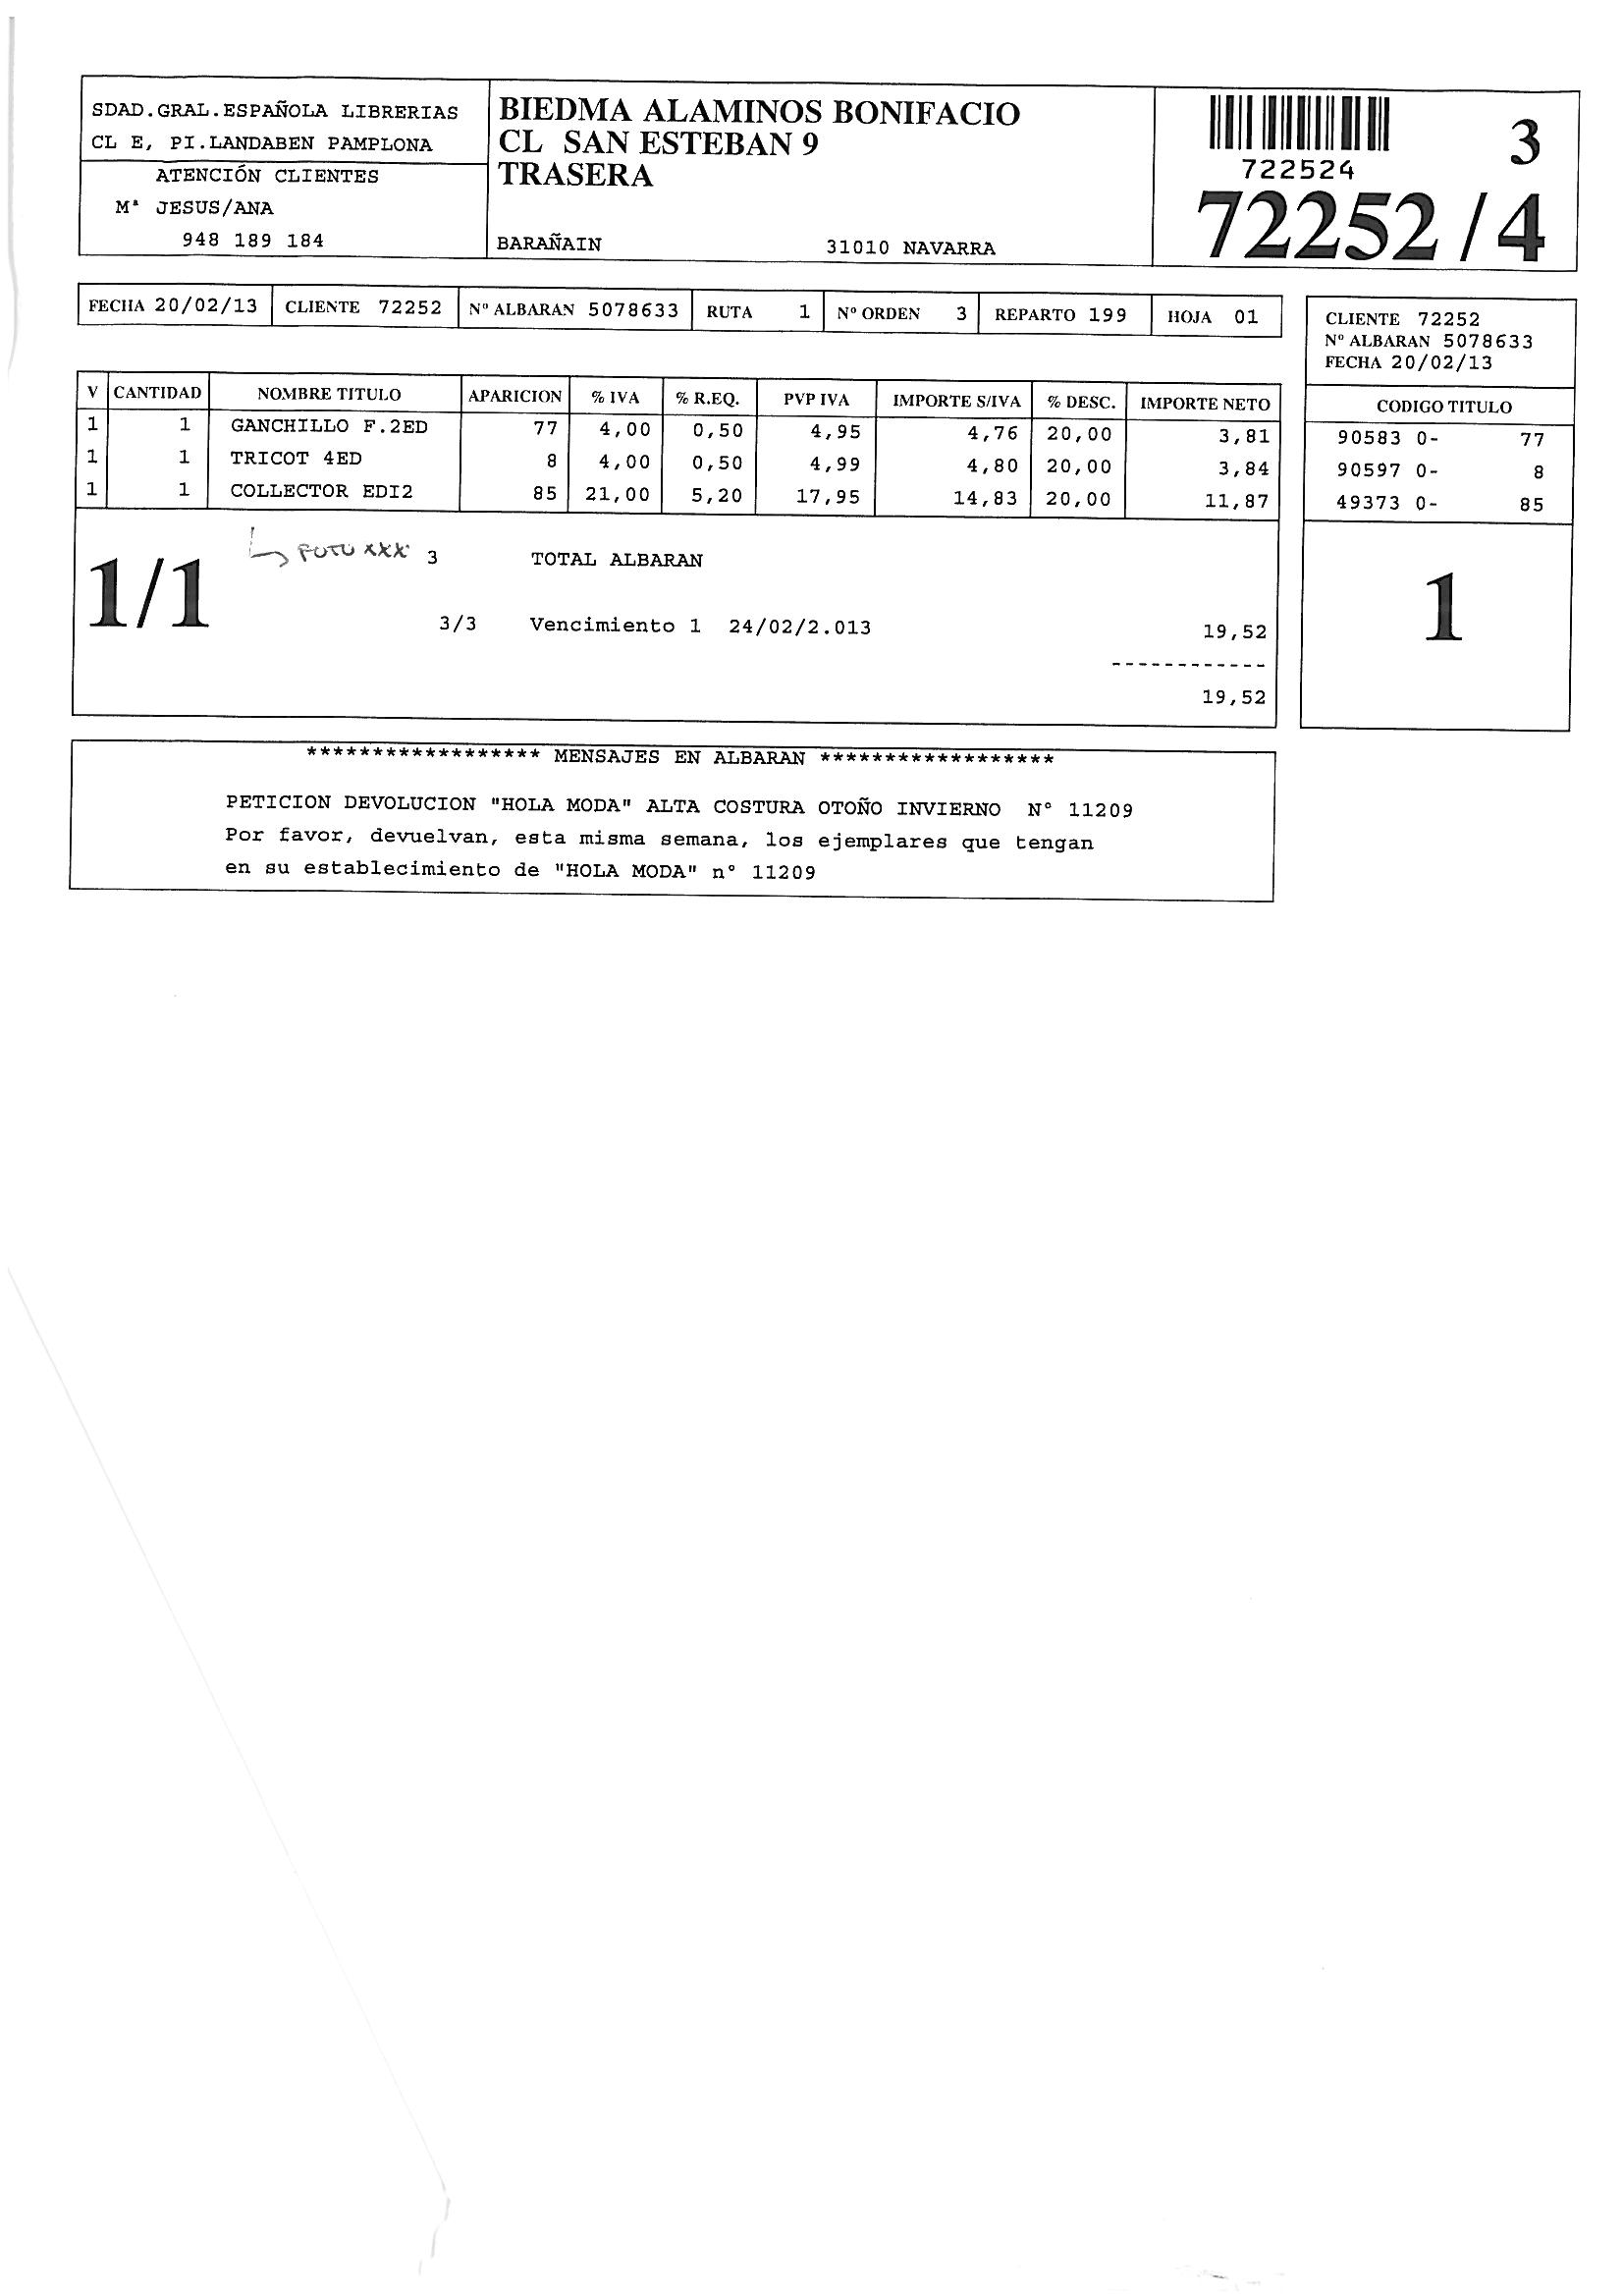 SDAD.GRAL.ESPAÑOLA LIBRERIAS
CL E, PI.LANDABEN PAMPLONA
ATENCIÓN CLIENTES
Mª JESUS/ANA
948 189 184
BIEDMA ALAMINOS BONIFACIO
CL SAN ESTEBAN 9
TRASERA
BARAÑAIN 31010 NAVARRA
722524
3
72252/4
FECHA 20/02/13 CLIENTE 72252 Nº ALBARAN 5078633 RUTA 1 Nº ORDEN 3 REPARTO 199 HOJA 01
CLIENTE 72252
Nº ALBARAN 5078633
FECHA 20/02/13
V CANTIDAD NOMBRE TITULO APARICION % IVA % R.EQ. PVP IVA IMPORTE S/IVA % DESC. IMPORTE NETO CODIGO TITULO
1 1 GANCHILLO F.2ED 77 4,00 0,50 4,95 4,76 20,00 3,81 90583 0- 77
1 1 TRICOT 4ED 8 4,00 0,50 4,99 4,80 20,00 3,84 90597 0- 8
1 1 COLLECTOR EDI2 85 21,00 5,20 17,95 14,83 20,00 11,87 49373 0- 85
XXX 3 TOTAL ALBARAN
1/1
1
3/3 Vencimiento 1 24/02/2.013 19,52
------------
19,52
****************** MENSAJES EN ALBARAN ******************
PETICION DEVOLUCION "HOLA MODA" ALTA COSTURA OTOÑO INVIERNO Nº 11209
Por favor, devuelvan, esta misma semana, los ejemplares que tengan
en su establecimiento de "HOLA MODA" nº 11209